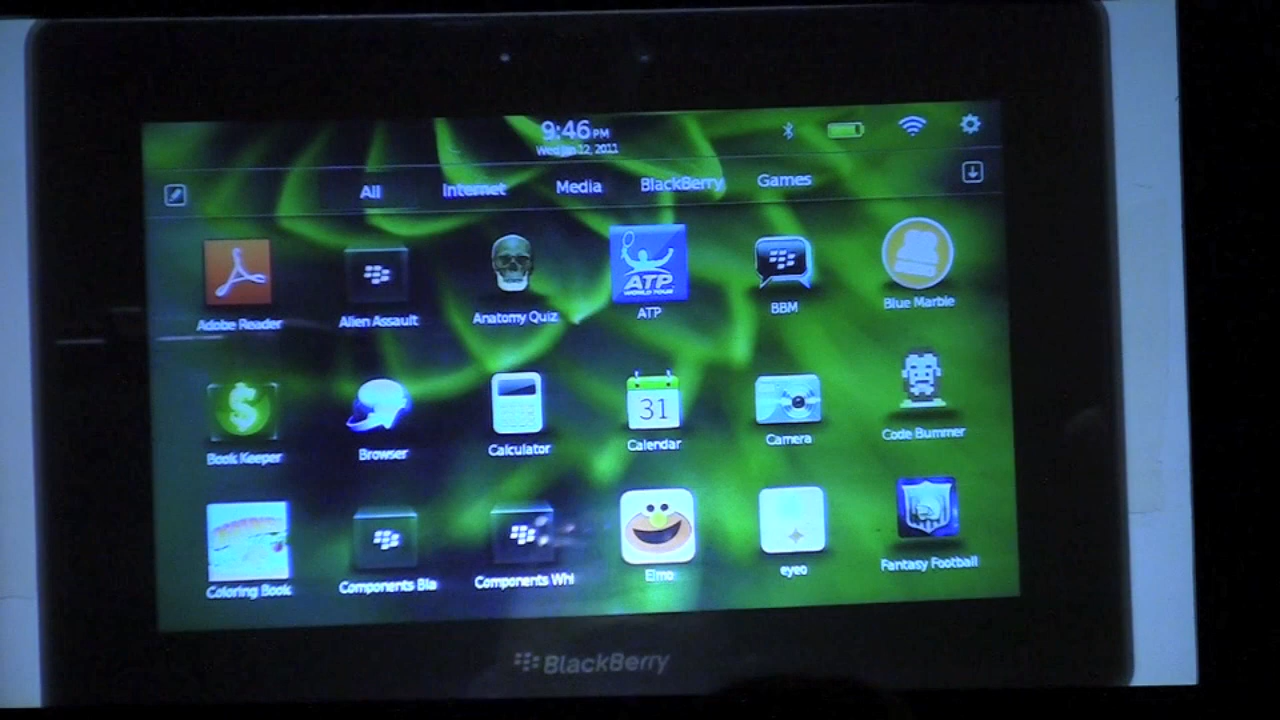 9:46 PM
Wed Jan 12, 2011
All Internet Media BlackBerry Games
ATP
WORLD TOUR
Adobe Reader Alien Assault Anatomy Quiz ATP BBM Blue Marble
$
31
Book Keeper Browser Calculator Calendar Camera Code Bummer
Coloring Book Components Bla Components Whi Elmo eyeo Fantasy Football
BlackBerry